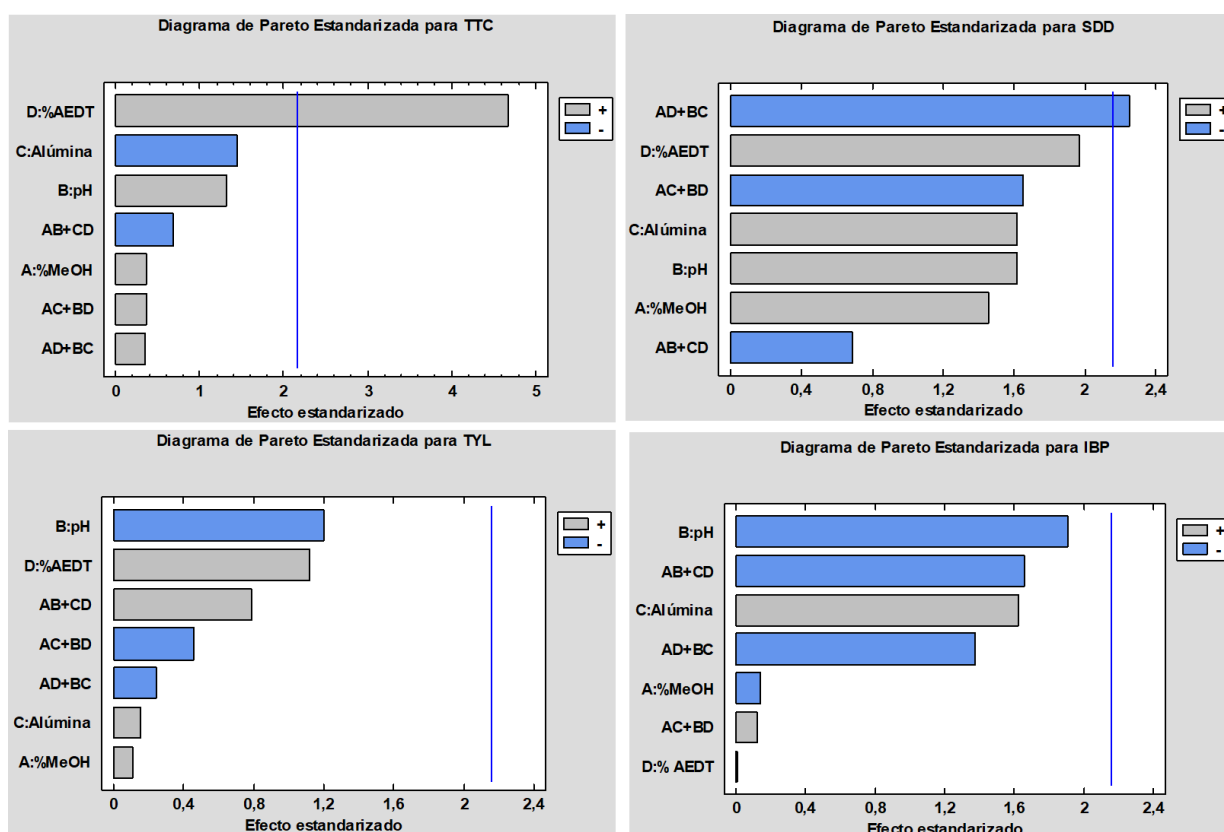 Diagrama de Pareto Estandarizada para TTC
D:%AEDT
C:Alúmina
B:pH
AB+CD
A:%MeOH
AC+BD
AD+BC
0 1 2 3 4 5
Efecto estandarizado
+
-
Diagrama de Pareto Estandarizada para SDD
AD+BC
D:%AEDT
AC+BD
C:Alúmina
B:pH
A:%MeOH
AB+CD
0 0,4 0,8 1,2 1,6 2 2,4
Efecto estandarizado
+
-
Diagrama de Pareto Estandarizada para TYL
B:pH
D:%AEDT
AB+CD
AC+BD
AD+BC
C:Alúmina
A:%MeOH
0 0,4 0,8 1,2 1,6 2 2,4
Efecto estandarizado
+
-
Diagrama de Pareto Estandarizada para IBP
B:pH
AB+CD
C:Alúmina
AD+BC
A:%MeOH
AC+BD
D:% AEDT
0 0,4 0,8 1,2 1,6 2 2,4
Efecto estandarizado
+
-